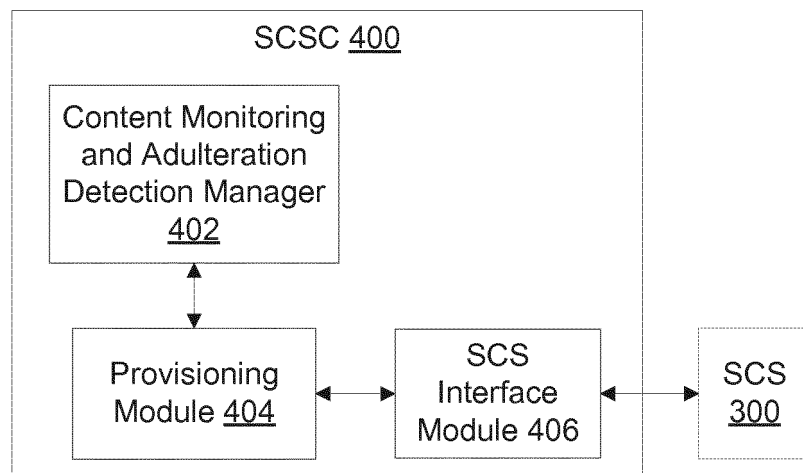 SCSC 400
Content Monitoring
and Adulteration
Detection Manager
402
Provisioning
Module 404
SCS
Interface
Module 406
SCS
300